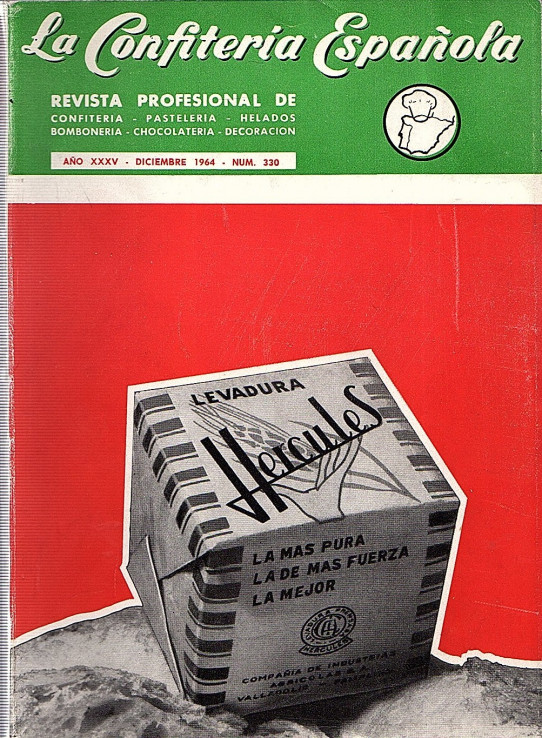 La Confitería Española
REVISTA PROFESIONAL DE
CONFITERIA - PASTELERIA - HELADOS
BOMBONERIA - CHOCOLATERIA - DECORACION
AÑO XXXV - DICIEMBRE 1964 - NUM. 330
LEVADURA
Hercules
LA MAS PURA
LA DE MAS FUERZA
LA MEJOR
HERCULES
COMPAÑIA DE INDUSTRIAS
AGRICOLAS S.A.
VALLADOLID